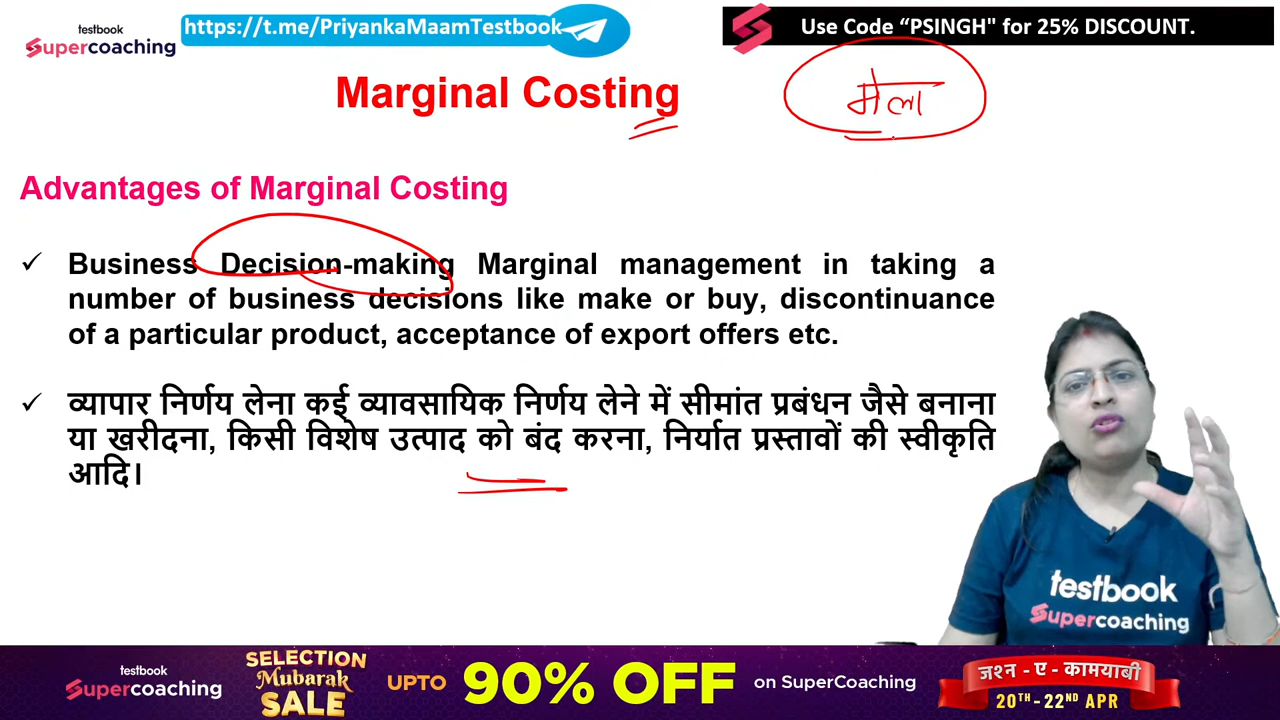 testbook
Supercoaching
https://t.me/PriyankaMaamTestbook
Use Code “PSINGH" for 25% DISCOUNT.
Marginal Costing
मेला
Advantages of Marginal Costing
✓ Business Decision-making Marginal management in taking a
number of business decisions like make or buy, discontinuance
of a particular product, acceptance of export offers etc.
✓ व्यापार निर्णय लेना कई व्यावसायिक निर्णय लेने में सीमांत प्रबंधन जैसे बनाना
या खरीदना, किसी विशेष उत्पाद को बंद करना, निर्यात प्रस्तावों की स्वीकृति
आदि।
testbook
Supercoaching
testbook
Supercoaching
SELECTION
Mubarak
SALE
UPTO 90% OFF on SuperCoaching
जश्न - ए - कामयाबी
20TH - 22ND APR